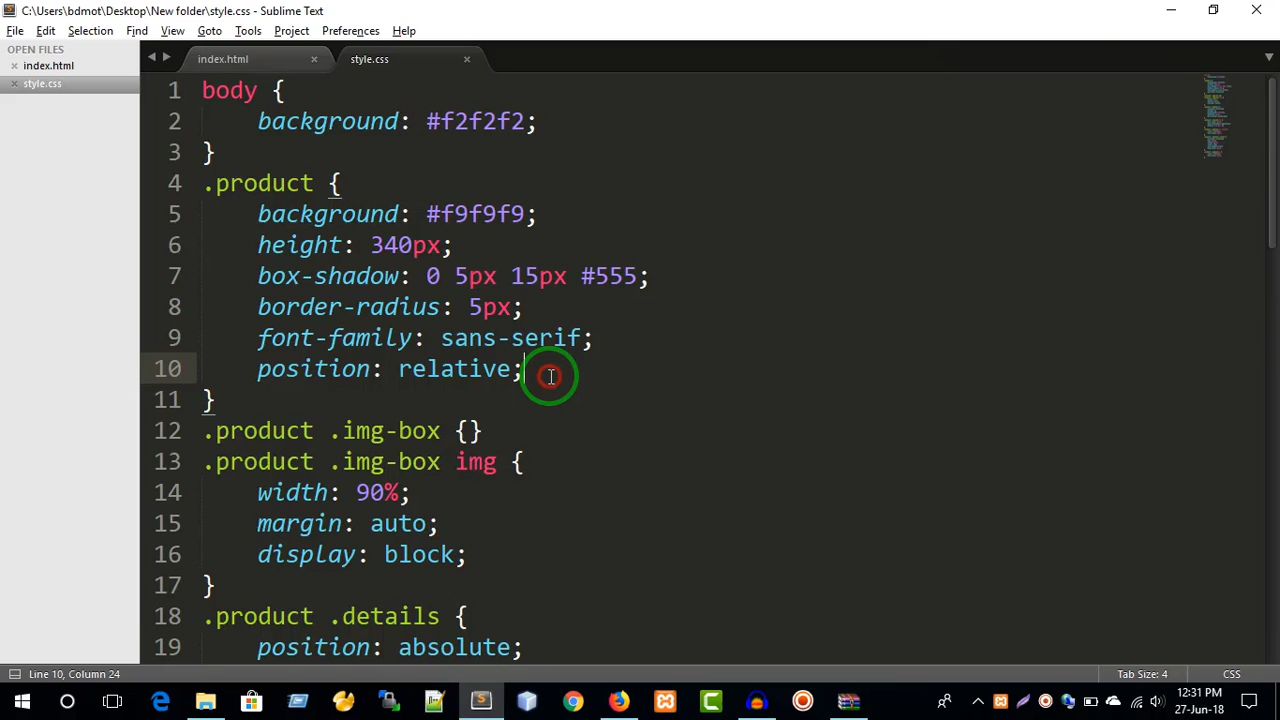 C:\Users\bdmot\Desktop\New folder\style.css - Sublime Text
File Edit Selection Find View Goto Tools Project Preferences Help
OPEN FILES
index.html
style.css
index.html style.css
1 body {
2 background: #f2f2f2;
3 }
4 .product {
5 background: #f9f9f9;
6 height: 340px;
7 box-shadow: 0 5px 15px #555;
8 border-radius: 5px;
9 font-family: sans-serif;
10 position: relative;
11 }
12 .product .img-box {}
13 .product .img-box img {
14 width: 90%;
15 margin: auto;
16 display: block;
17 }
18 .product .details {
19 position: absolute;
Line 10, Column 24 Tab Size: 4 CSS
12:31 PM
27-Jun-18